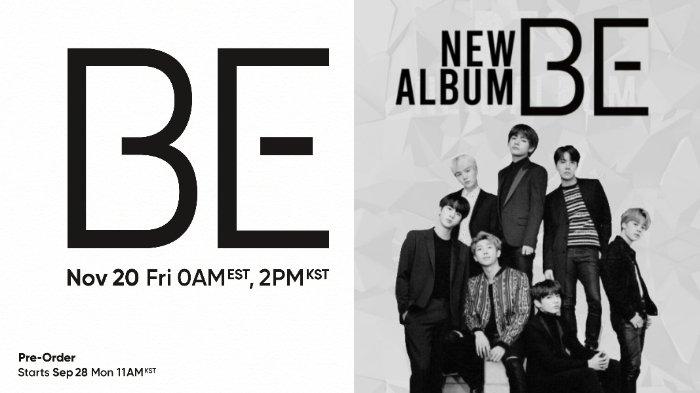 BE
Nov 20 Fri 0AM EST, 2PM KST
Pre-Order
Starts Sep 28 Mon 11AM KST
NEW
ALBUM
BE